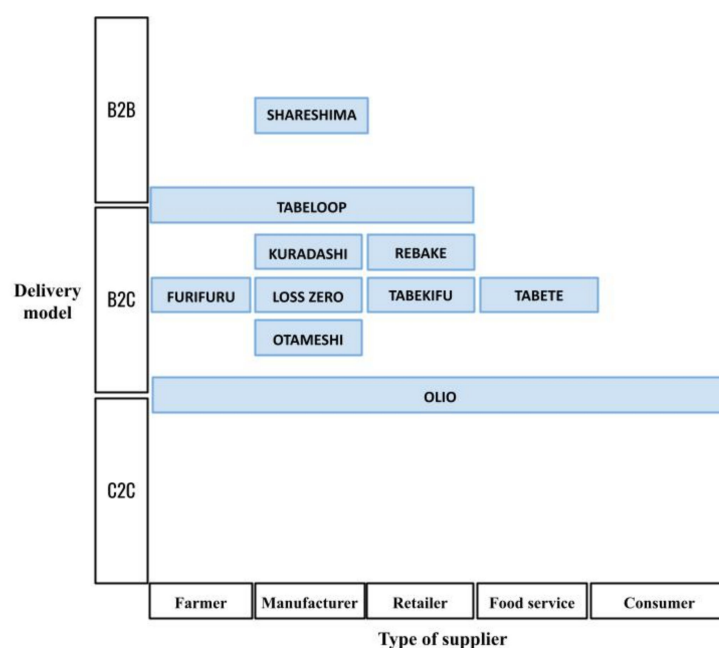 B2B
SHARESHIMA
TABELOOP
KURADASHI
REBAKE
Delivery
model
B2C
FURIFURU
LOSS ZERO
TABEKIFU
TABETE
OTAMESHI
OLIO
C2C
Farmer
Manufacturer
Retailer
Food service
Consumer
Type of supplier